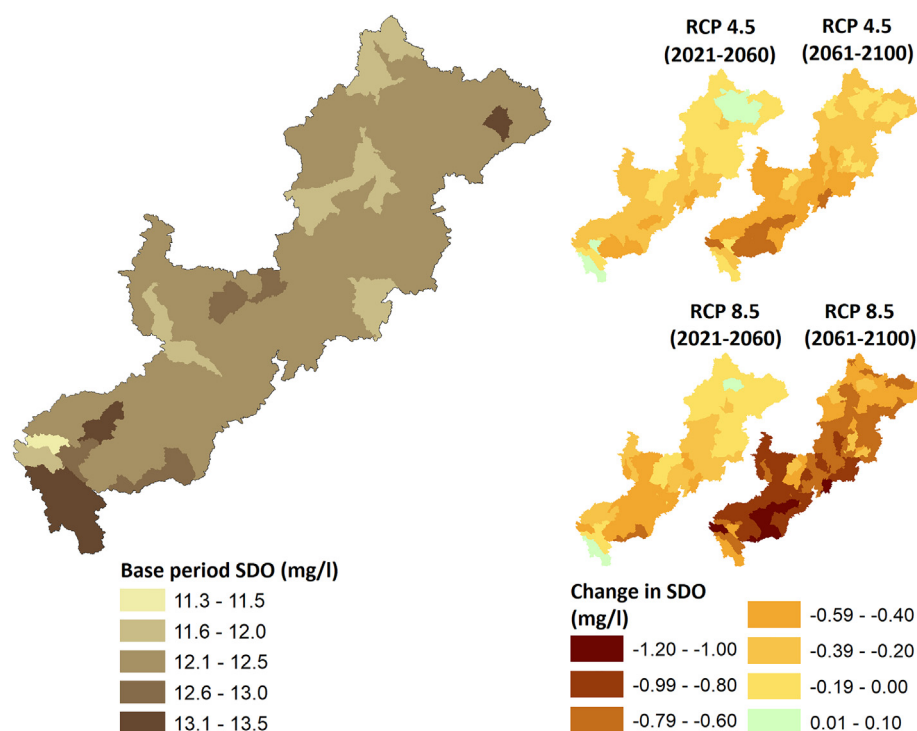 RCP 4.5
(2021-2060)
RCP 4.5
(2061-2100)
RCP 8.5
(2021-2060)
RCP 8.5
(2061-2100)
Base period SDO (mg/l)
11.3 - 11.5
11.6 - 12.0
12.1 - 12.5
12.6 - 13.0
13.1 - 13.5
Change in SDO
(mg/l)
-1.20 - -1.00
-0.99 - -0.80
-0.79 - -0.60
-0.59 - -0.40
-0.39 - -0.20
-0.19 - 0.00
0.01 - 0.10